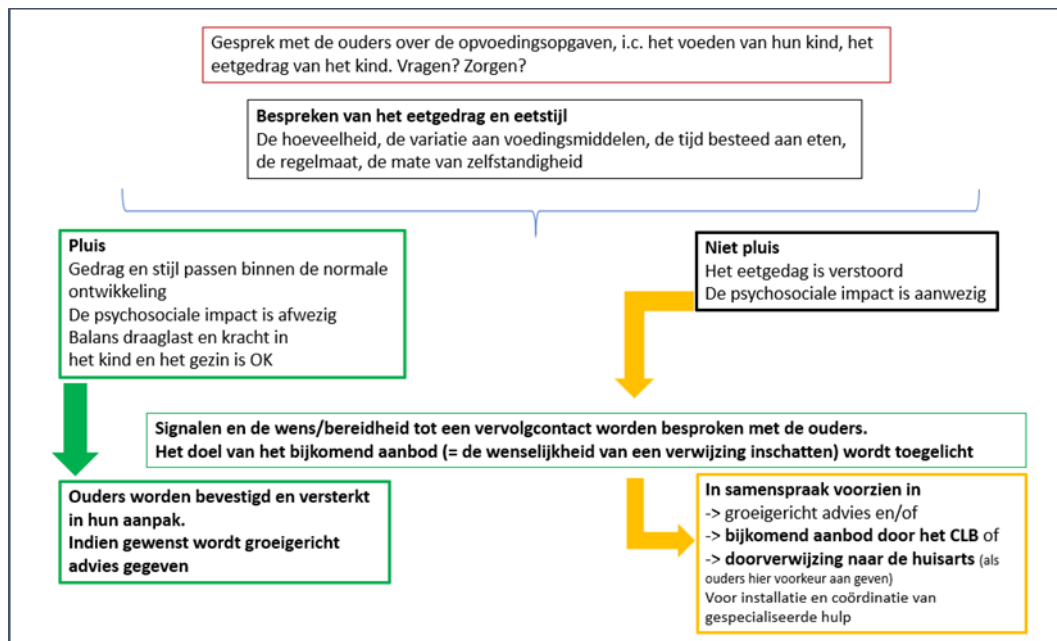 Gesprek met de ouders over de opvoedingsopgaven, i.c. het voeden van hun kind, het
eetgedrag van het kind. Vragen? Zorgen?
Bespreken van het eetgedrag en eetstijl
De hoeveelheid, de variatie aan voedingsmiddelen, de tijd besteed aan eten,
de regelmaat, de mate van zelfstandigheid
Pluis
Gedrag en stijl passen binnen de normale
ontwikkeling
De psychosociale impact is afwezig
Balans draaglast en kracht in
het kind en het gezin is OK
Niet pluis
Het eetgedag is verstoord
De psychosociale impact is aanwezig
Signalen en de wens/bereidheid tot een vervolgcontact worden besproken met de ouders.
Het doel van het bijkomend aanbod (= de wenselijkheid van een verwijzing inschatten) wordt toegelicht
Ouders worden bevestigd en versterkt
in hun aanpak.
Indien gewenst wordt groeigericht
advies gegeven
In samenspraak voorzien in
-> groeigericht advies en/of
-> bijkomend aanbod door het CLB of
-> doorverwijzing naar de huisarts (als
ouders hier voorkeur aan geven)
Voor installatie en coördinatie van
gespecialiseerde hulp